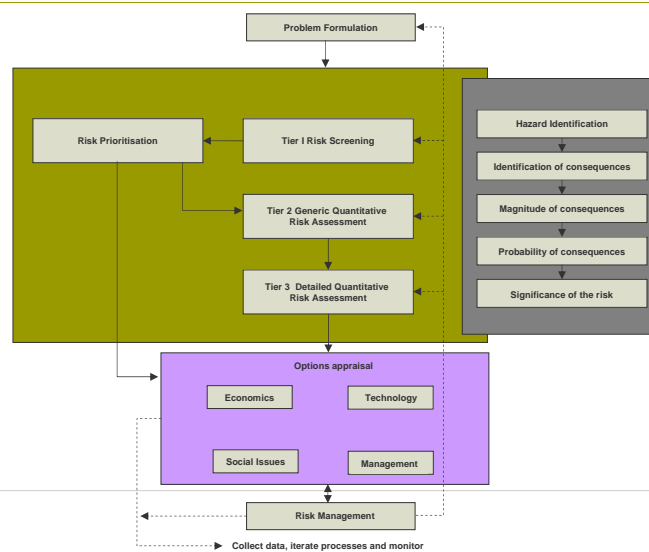 Problem Formulation
Risk Prioritisation
Tier I Risk Screening
Tier 2 Generic Quantitative
Risk Assessment
Tier 3 Detailed Quantitative
Risk Assessment
Hazard Identification
Identification of consequences
Magnitude of consequences
Probability of consequences
Significance of the risk
Options appraisal
Economics
Technology
Social Issues
Management
Risk Management
Collect data, iterate processes and monitor